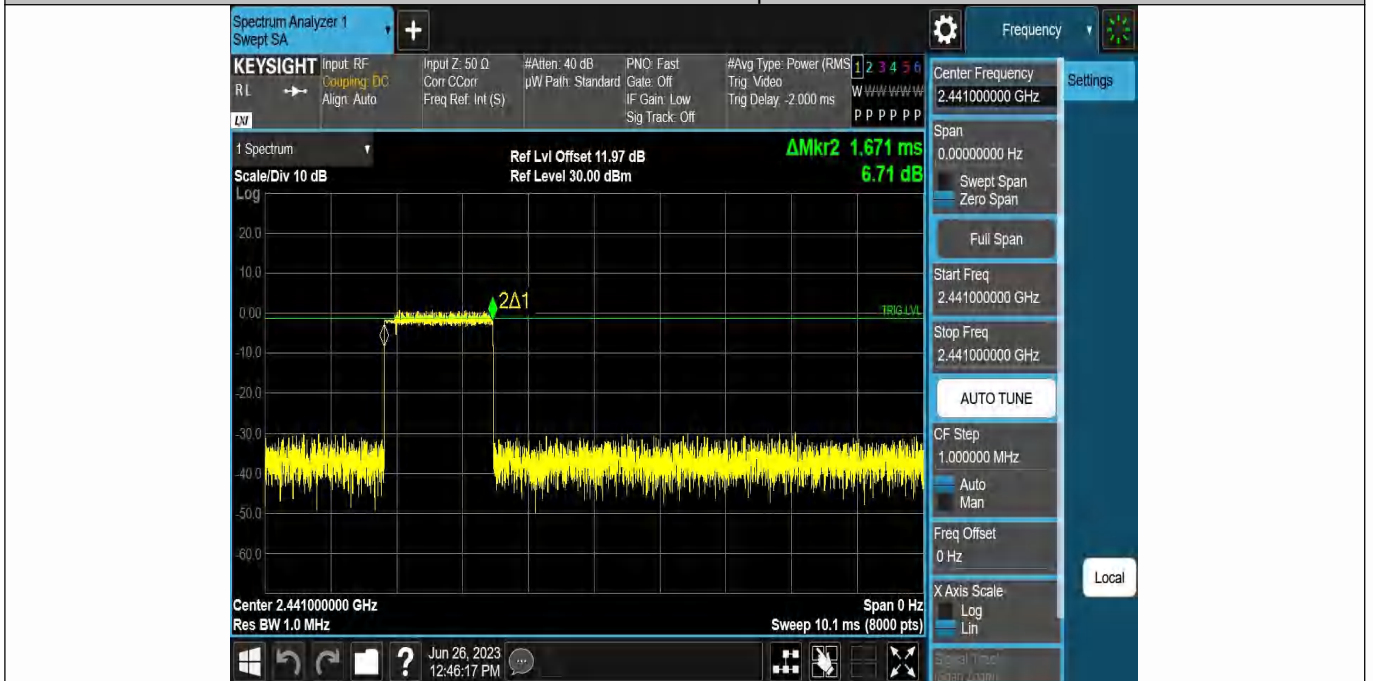 Spectrum Analyzer 1
Swept SA
+
Frequency
KEYSIGHT
RL
LXI
Input: RF
Coupling: DC
Align: Auto
Input Z: 50 Ω
Corr CCorr
Freq Ref: Int (S)
#Atten: 40 dB
µW Path: Standard
PNO: Fast
Gate: Off
IF Gain: Low
Sig Track: Off
#Avg Type: Power (RMS
Trig: Video
Trig Delay: -2.000 ms
1 2 3 4 5 6
W W W W W W
P P P P P P
1 Spectrum
Scale/Div 10 dB
Log
Ref Lvl Offset 11.97 dB
Ref Level 30.00 dBm
ΔMkr2 1.671 ms
6.71 dB
20.0
10.0
0.00
-10.0
-20.0
-30.0
-40.0
-50.0
-60.0
2Δ1
TRIG LVL
Center 2.441000000 GHz
Res BW 1.0 MHz
Span 0 Hz
Sweep 10.1 ms (8000 pts)
Center Frequency
2.441000000 GHz
Settings
Span
0.00000000 Hz
Swept Span
Zero Span
Full Span
Start Freq
2.441000000 GHz
Stop Freq
2.441000000 GHz
AUTO TUNE
CF Step
1.000000 MHz
Auto
Man
Freq Offset
0 Hz
X Axis Scale
Log
Lin
Signal Track
(Span Zoom)
Local
?
Jun 26, 2023
12:46:17 PM